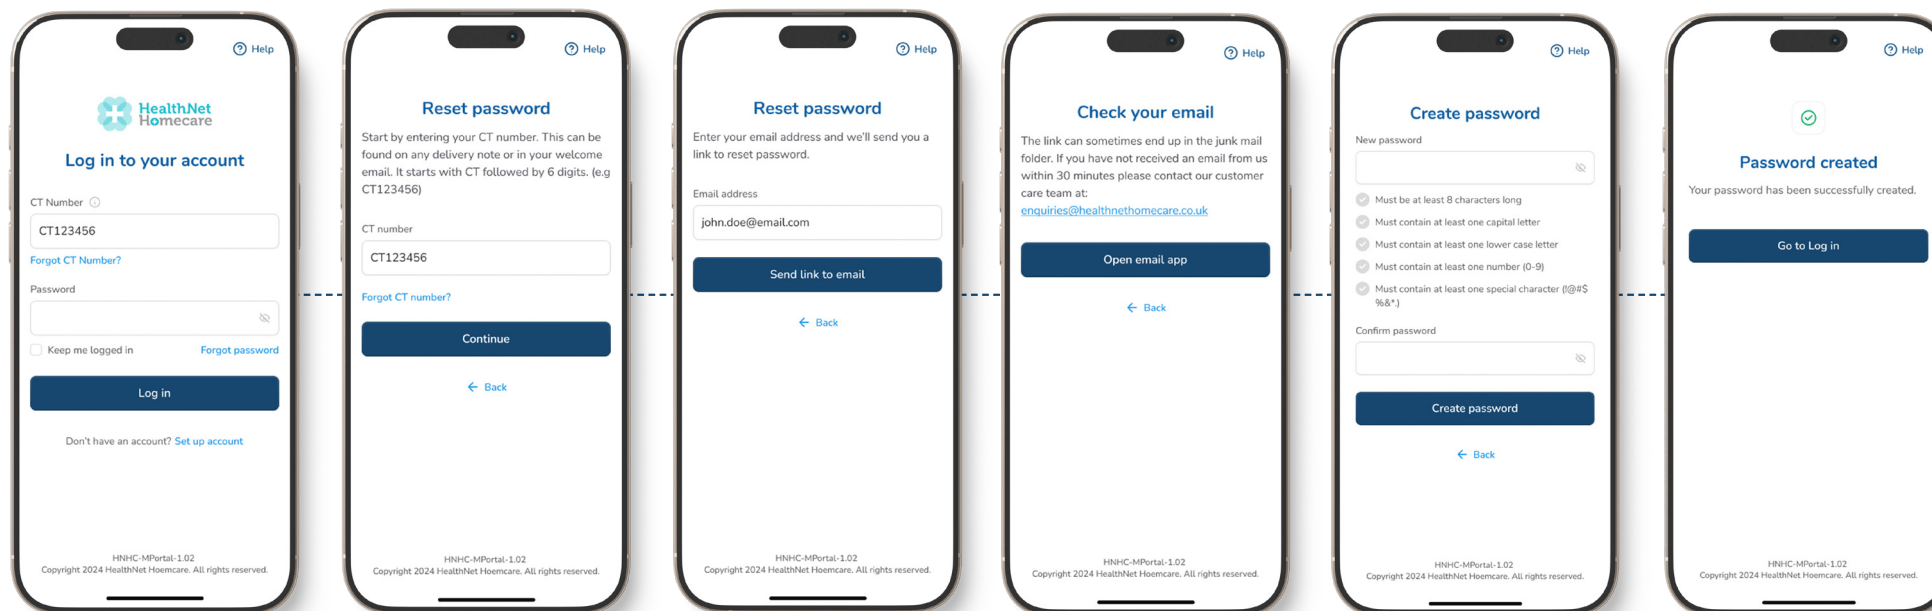 Help
HealthNet
Homecare
Log in to your account
CT Number
CT123456
Forgot CT Number?
Password
Keep me logged in
Forgot password
Log in
Don't have an account? Set up account
HNHC-MPortal-1.02
Copyright 2024 HealthNet Hoemcare. All rights reserved.
Help
Reset password
Start by entering your CT number. This can be
found on any delivery note or in your welcome
email. It starts with CT followed by 6 digits. (e.g
CT123456)
CT number
CT123456
Forgot CT number?
Continue
← Back
HNHC-MPortal-1.02
Copyright 2024 HealthNet Hoemcare. All rights reserved.
Help
Reset password
Enter your email address and we'll send you a
link to reset password.
Email address
john.doe@email.com
Send link to email
← Back
HNHC-MPortal-1.02
Copyright 2024 HealthNet Hoemcare. All rights reserved.
Help
Check your email
The link can sometimes end up in the junk mail
folder. If you have not received an email from us
within 30 minutes please contact our customer
care team at:
enquiries@healthnethomecare.co.uk
Open email app
← Back
HNHC-MPortal-1.02
Copyright 2024 HealthNet Hoemcare. All rights reserved.
Help
Create password
New password
Must be at least 8 characters long
Must contain at least one capital letter
Must contain at least one lower case letter
Must contain at least one number (0-9)
Must contain at least one special character (!@#$
%&*.)
Confirm password
Create password
← Back
HNHC-MPortal-1.02
Copyright 2024 HealthNet Hoemcare. All rights reserved.
Help
Password created
Your password has been successfully created.
Go to Log in
HNHC-MPortal-1.02
Copyright 2024 HealthNet Hoemcare. All rights reserved.